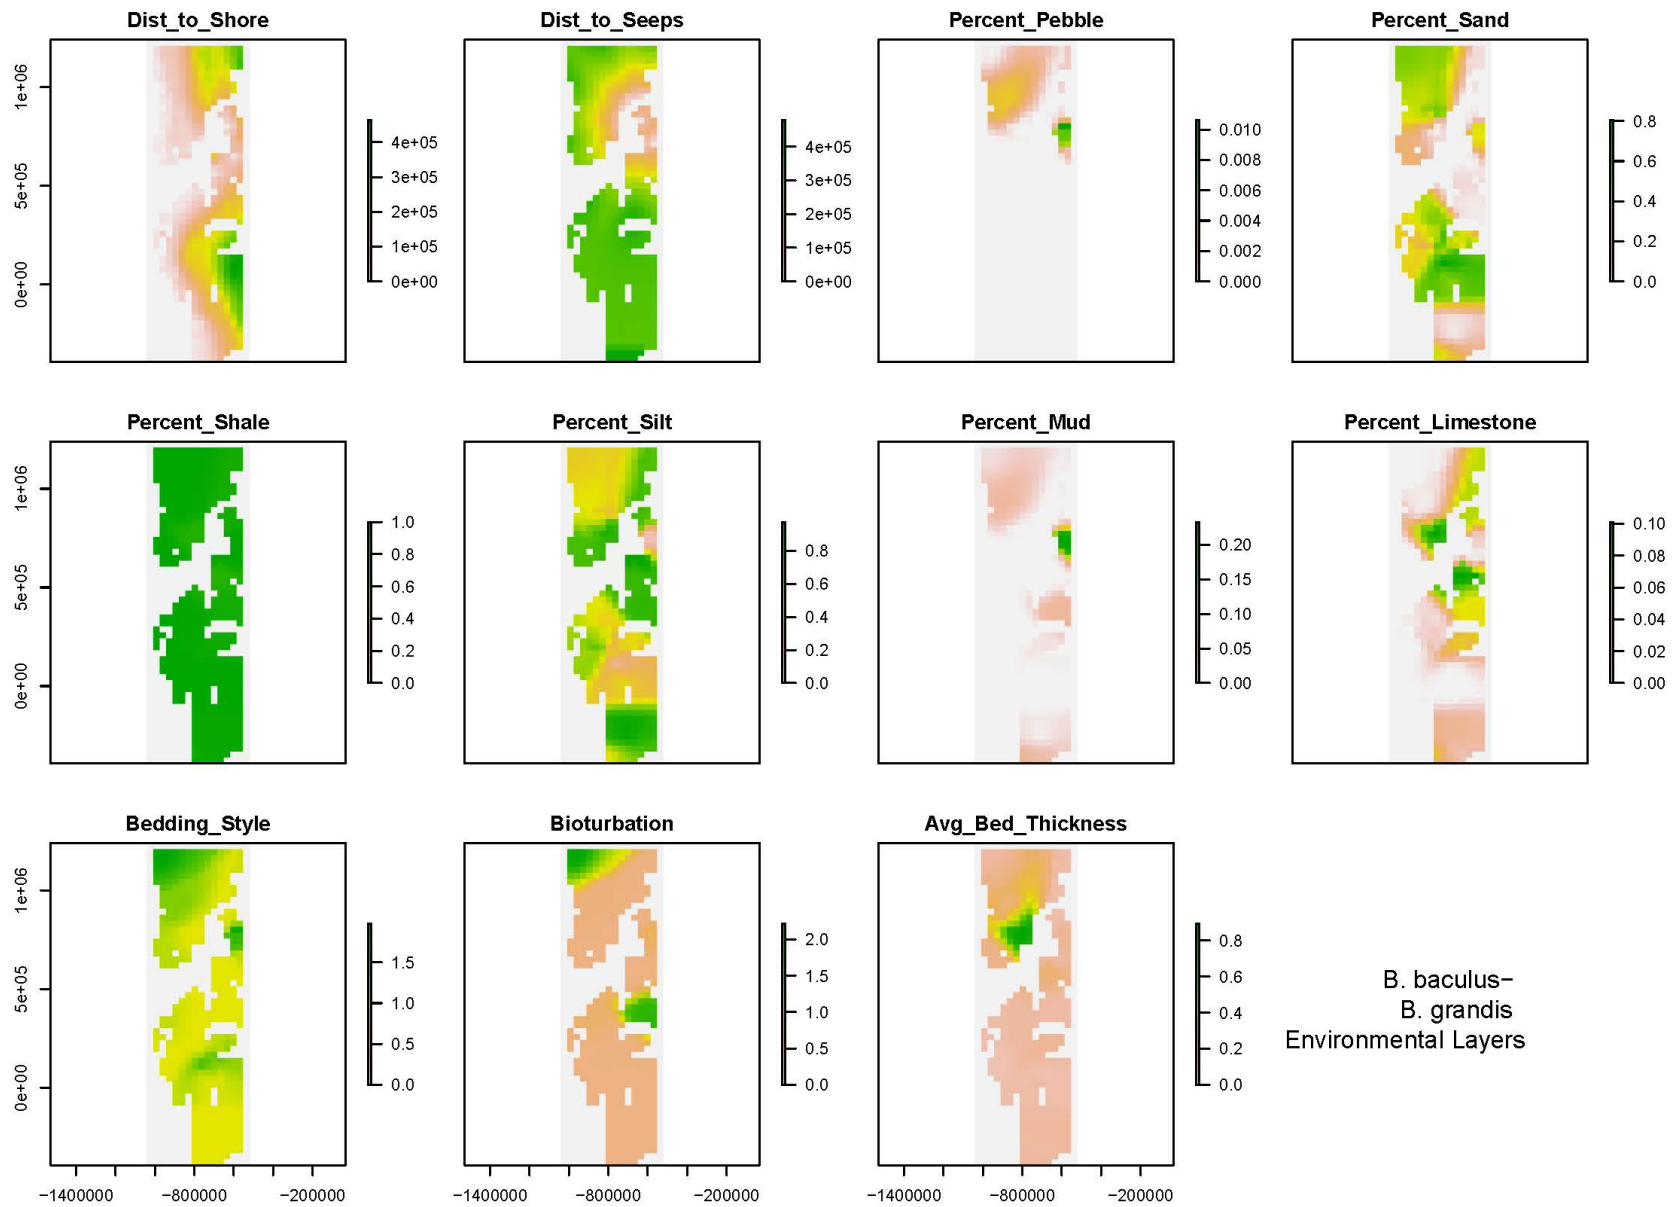 Dist_to_Shore
Dist_to_Seeps
Percent_Pebble
Percent_Sand
1e+06
5e+05
0e+00
4e+05
3e+05
2e+05
1e+05
0e+00
4e+05
3e+05
2e+05
1e+05
0e+00
0.010
0.008
0.006
0.004
0.002
0.000
0.8
0.6
0.4
0.2
0.0
Percent_Shale
Percent_Silt
Percent_Mud
Percent_Limestone
1e+06
5e+05
0e+00
1.0
0.8
0.6
0.4
0.2
0.0
0.8
0.6
0.4
0.2
0.0
0.20
0.15
0.10
0.05
0.00
0.10
0.08
0.06
0.04
0.02
0.00
Bedding_Style
Bioturbation
Avg_Bed_Thickness
1e+06
5e+05
0e+00
1.5
1.0
0.5
0.0
2.0
1.5
1.0
0.5
0.0
0.8
0.6
0.4
0.2
0.0
B. baculus−
B. grandis
Environmental Layers
−1400000 −800000 −200000
−1400000 −800000 −200000
−1400000 −800000 −200000